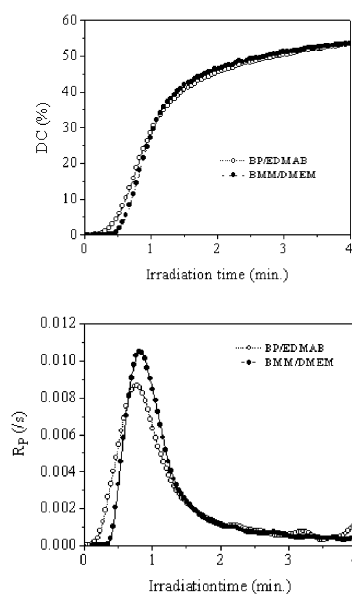 60
50
40
30
20
10
0
DC (%)
BP/EDMAB
BMM/DMEM
0 1 2 3 4
Irradiation time (min.)
0.012
0.010
0.008
0.006
0.004
0.002
0.000
Rp (/s)
BP/EDMAB
BMM/DMEM
0 1 2 3 4
Irradiationtime (min.)